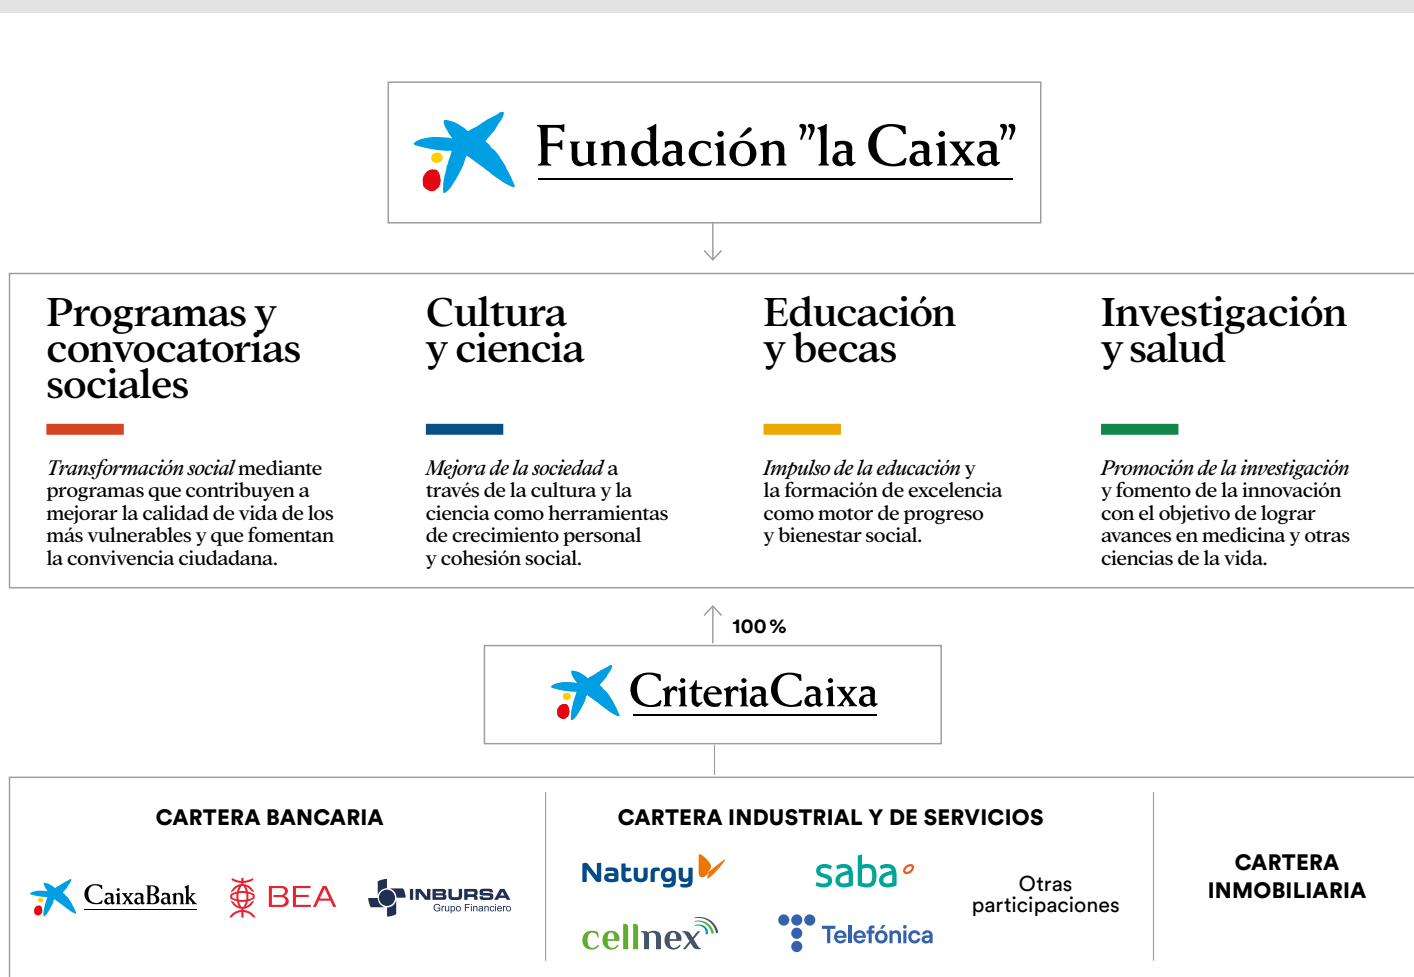 Fundación "la Caixa"
Programas y
convocatorias
sociales
Transformación social mediante
programas que contribuyen a
mejorar la calidad de vida de los
más vulnerables y que fomentan
la convivencia ciudadana.
Cultura
y ciencia
Mejora de la sociedad a
través de la cultura y la
ciencia como herramientas
de crecimiento personal
y cohesión social.
Educación
y becas
Impulso de la educación y
la formación de excelencia
como motor de progreso
y bienestar social.
Investigación
y salud
Promoción de la investigación
y fomento de la innovación
con el objetivo de lograr
avances en medicina y otras
ciencias de la vida.
100 %
CriteriaCaixa
CARTERA BANCARIA
CaixaBank
BEA
INBURSA
Grupo Financiero
CARTERA INDUSTRIAL Y DE SERVICIOS
Naturgy
saba
cellnex
Telefónica
Otras
participaciones
CARTERA
INMOBILIARIA